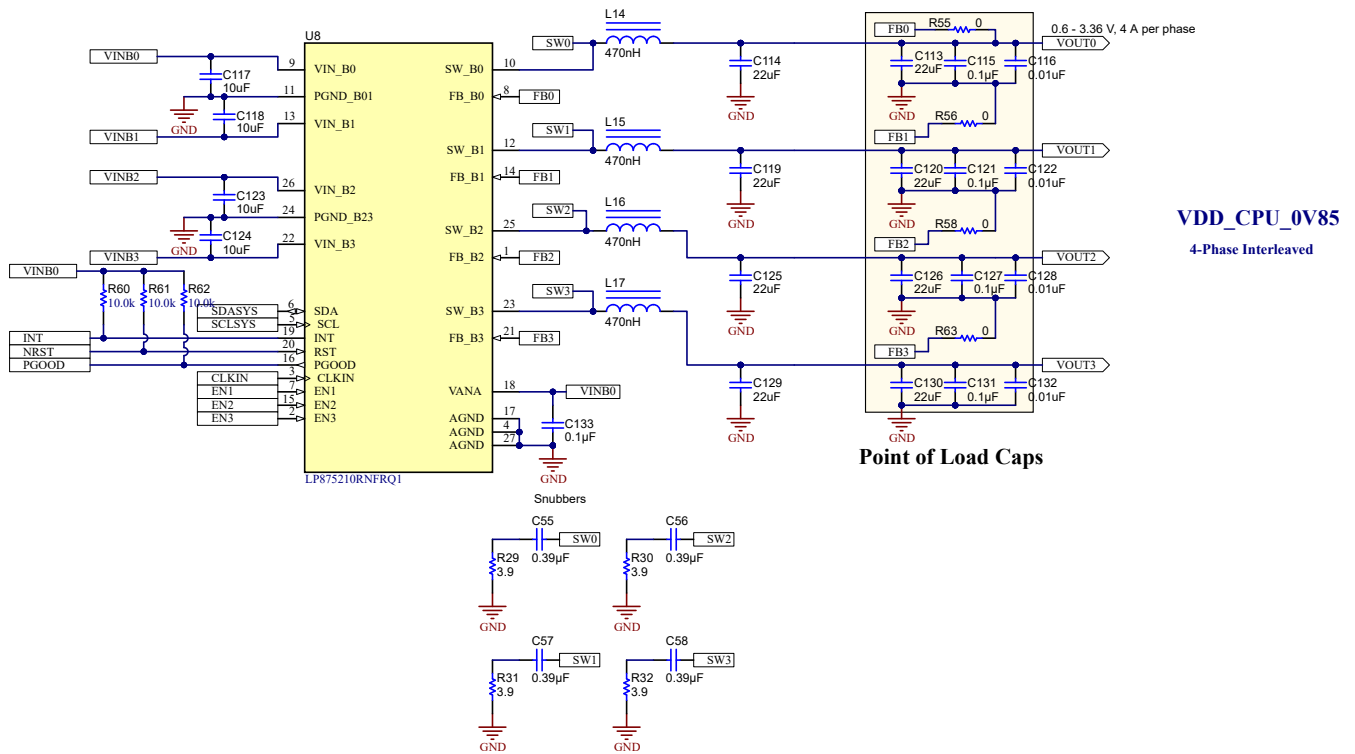 U8
VINB0
VINB1
VINB2
VINB3
C117
10uF
C118
10uF
C123
10uF
C124
10uF
GND
GND
9 VIN_B0
11 PGND_B01
13 VIN_B1
26 VIN_B2
24 PGND_B23
22 VIN_B3
6 SDA
5 SCL
19 INT
20 RST
16 PGOOD
3 CLKIN
7 EN1
15 EN2
2 EN3
SW_B0 10
FB_B0 8 FB0
SW_B1 12
FB_B1 14 FB1
SW_B2 25
FB_B2 1 FB2
SW_B3 23
FB_B3 21 FB3
VANA 18 VINB0
AGND 17
AGND 4
AGND 27
LP875210RNFRQ1
VINB0
R60
10.0k
R61
10.0k
R62
10.0k
SDASYS
SCLSYS
INT
NRST
PGOOD
CLKIN
EN1
EN2
EN3
C133
0.1µF
GND
SW0
L14
470nH
SW1
L15
470nH
SW2
L16
470nH
SW3
L17
470nH
C114
22uF
GND
C119
22uF
GND
C125
22uF
GND
C129
22uF
GND
FB0 R55 0
0.6 - 3.36 V, 4 A per phase
VOUT0
C113
22uF
C115
0.1µF
C116
0.01uF
GND
R56 0
FB1
VOUT1
C120
22uF
C121
0.1µF
C122
0.01uF
GND
R58 0
FB2
VOUT2
C126
22uF
C127
0.1µF
C128
0.01uF
GND
R63 0
FB3
VOUT3
C130
22uF
C131
0.1µF
C132
0.01uF
GND
Point of Load Caps
VDD_CPU_0V85
4-Phase Interleaved
Snubbers
C55
SW0
0.39µF
R29
3.9
GND
C56
SW2
0.39µF
R30
3.9
GND
C57
SW1
0.39µF
R31
3.9
GND
C58
SW3
0.39µF
R32
3.9
GND